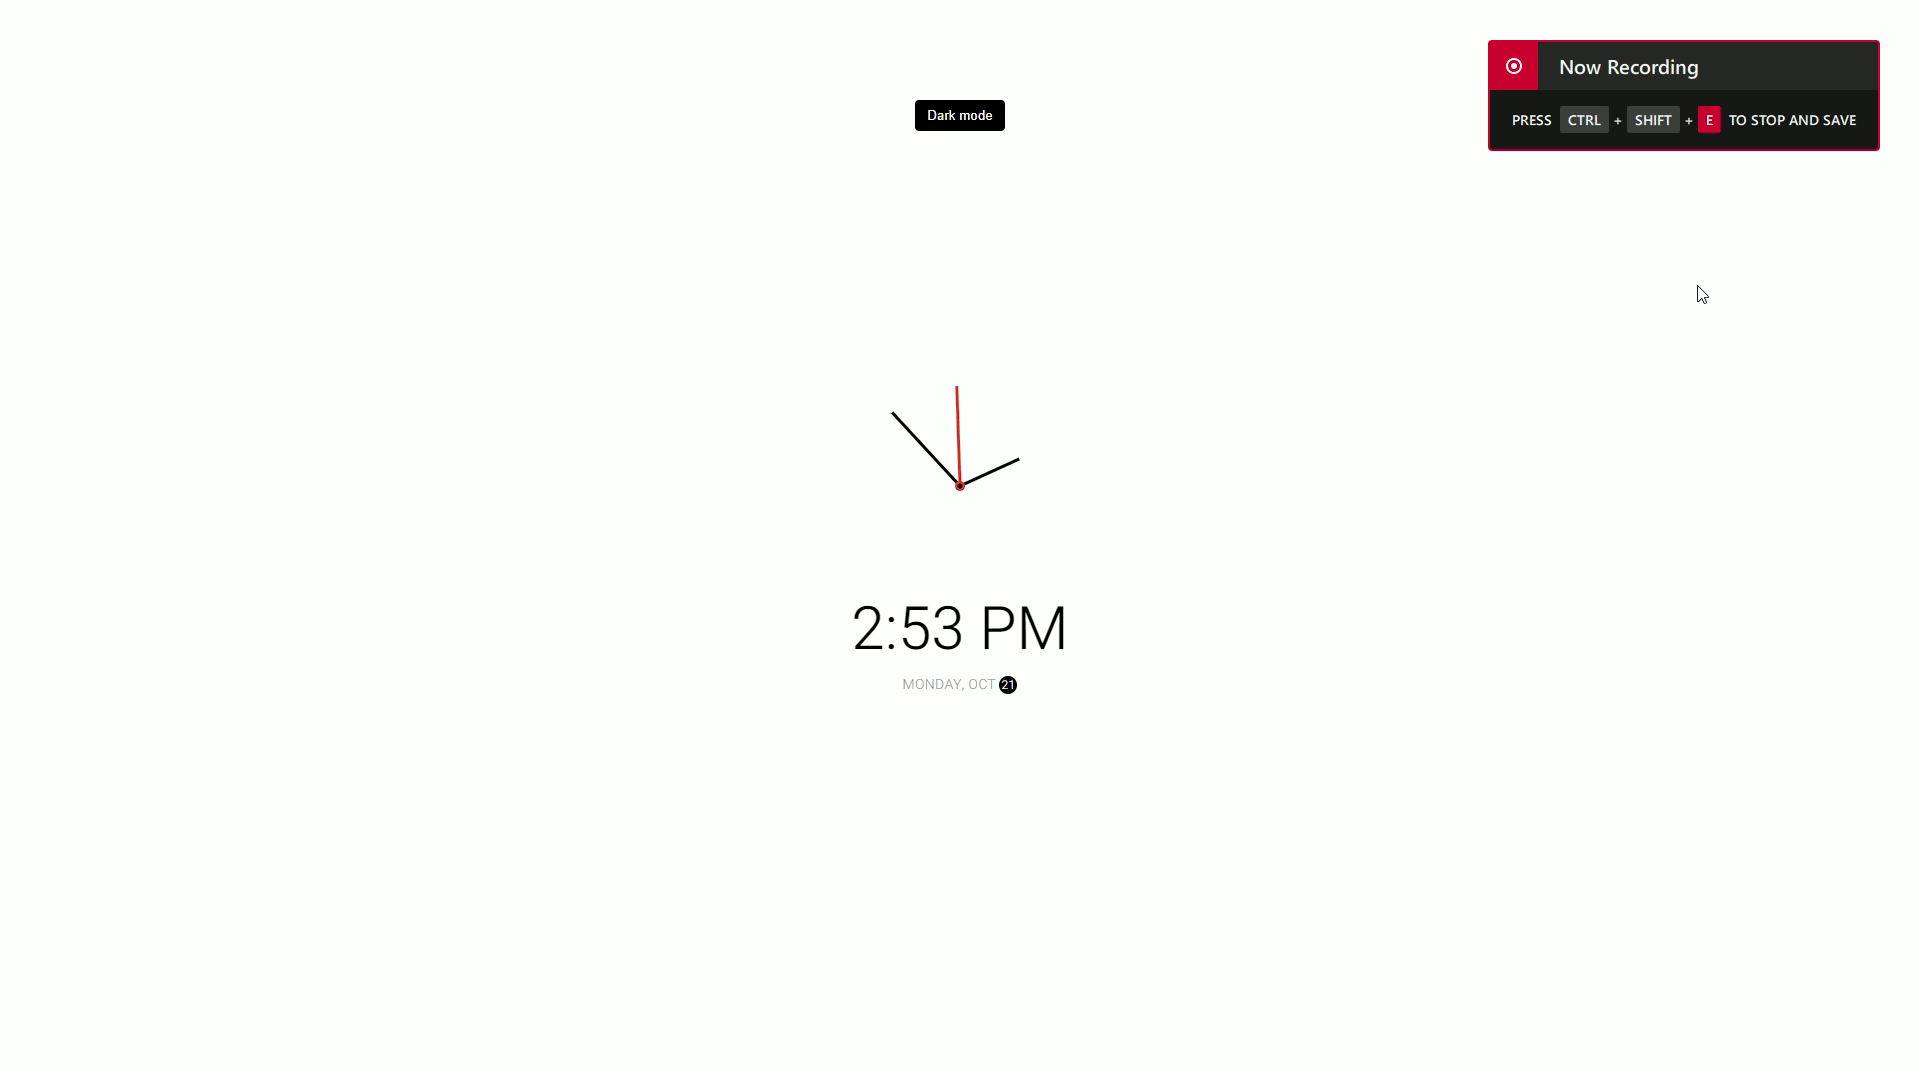 Now Recording
PRESS CTRL + SHIFT + E TO STOP AND SAVE
Dark mode
2:53 PM
MONDAY, OCT 21